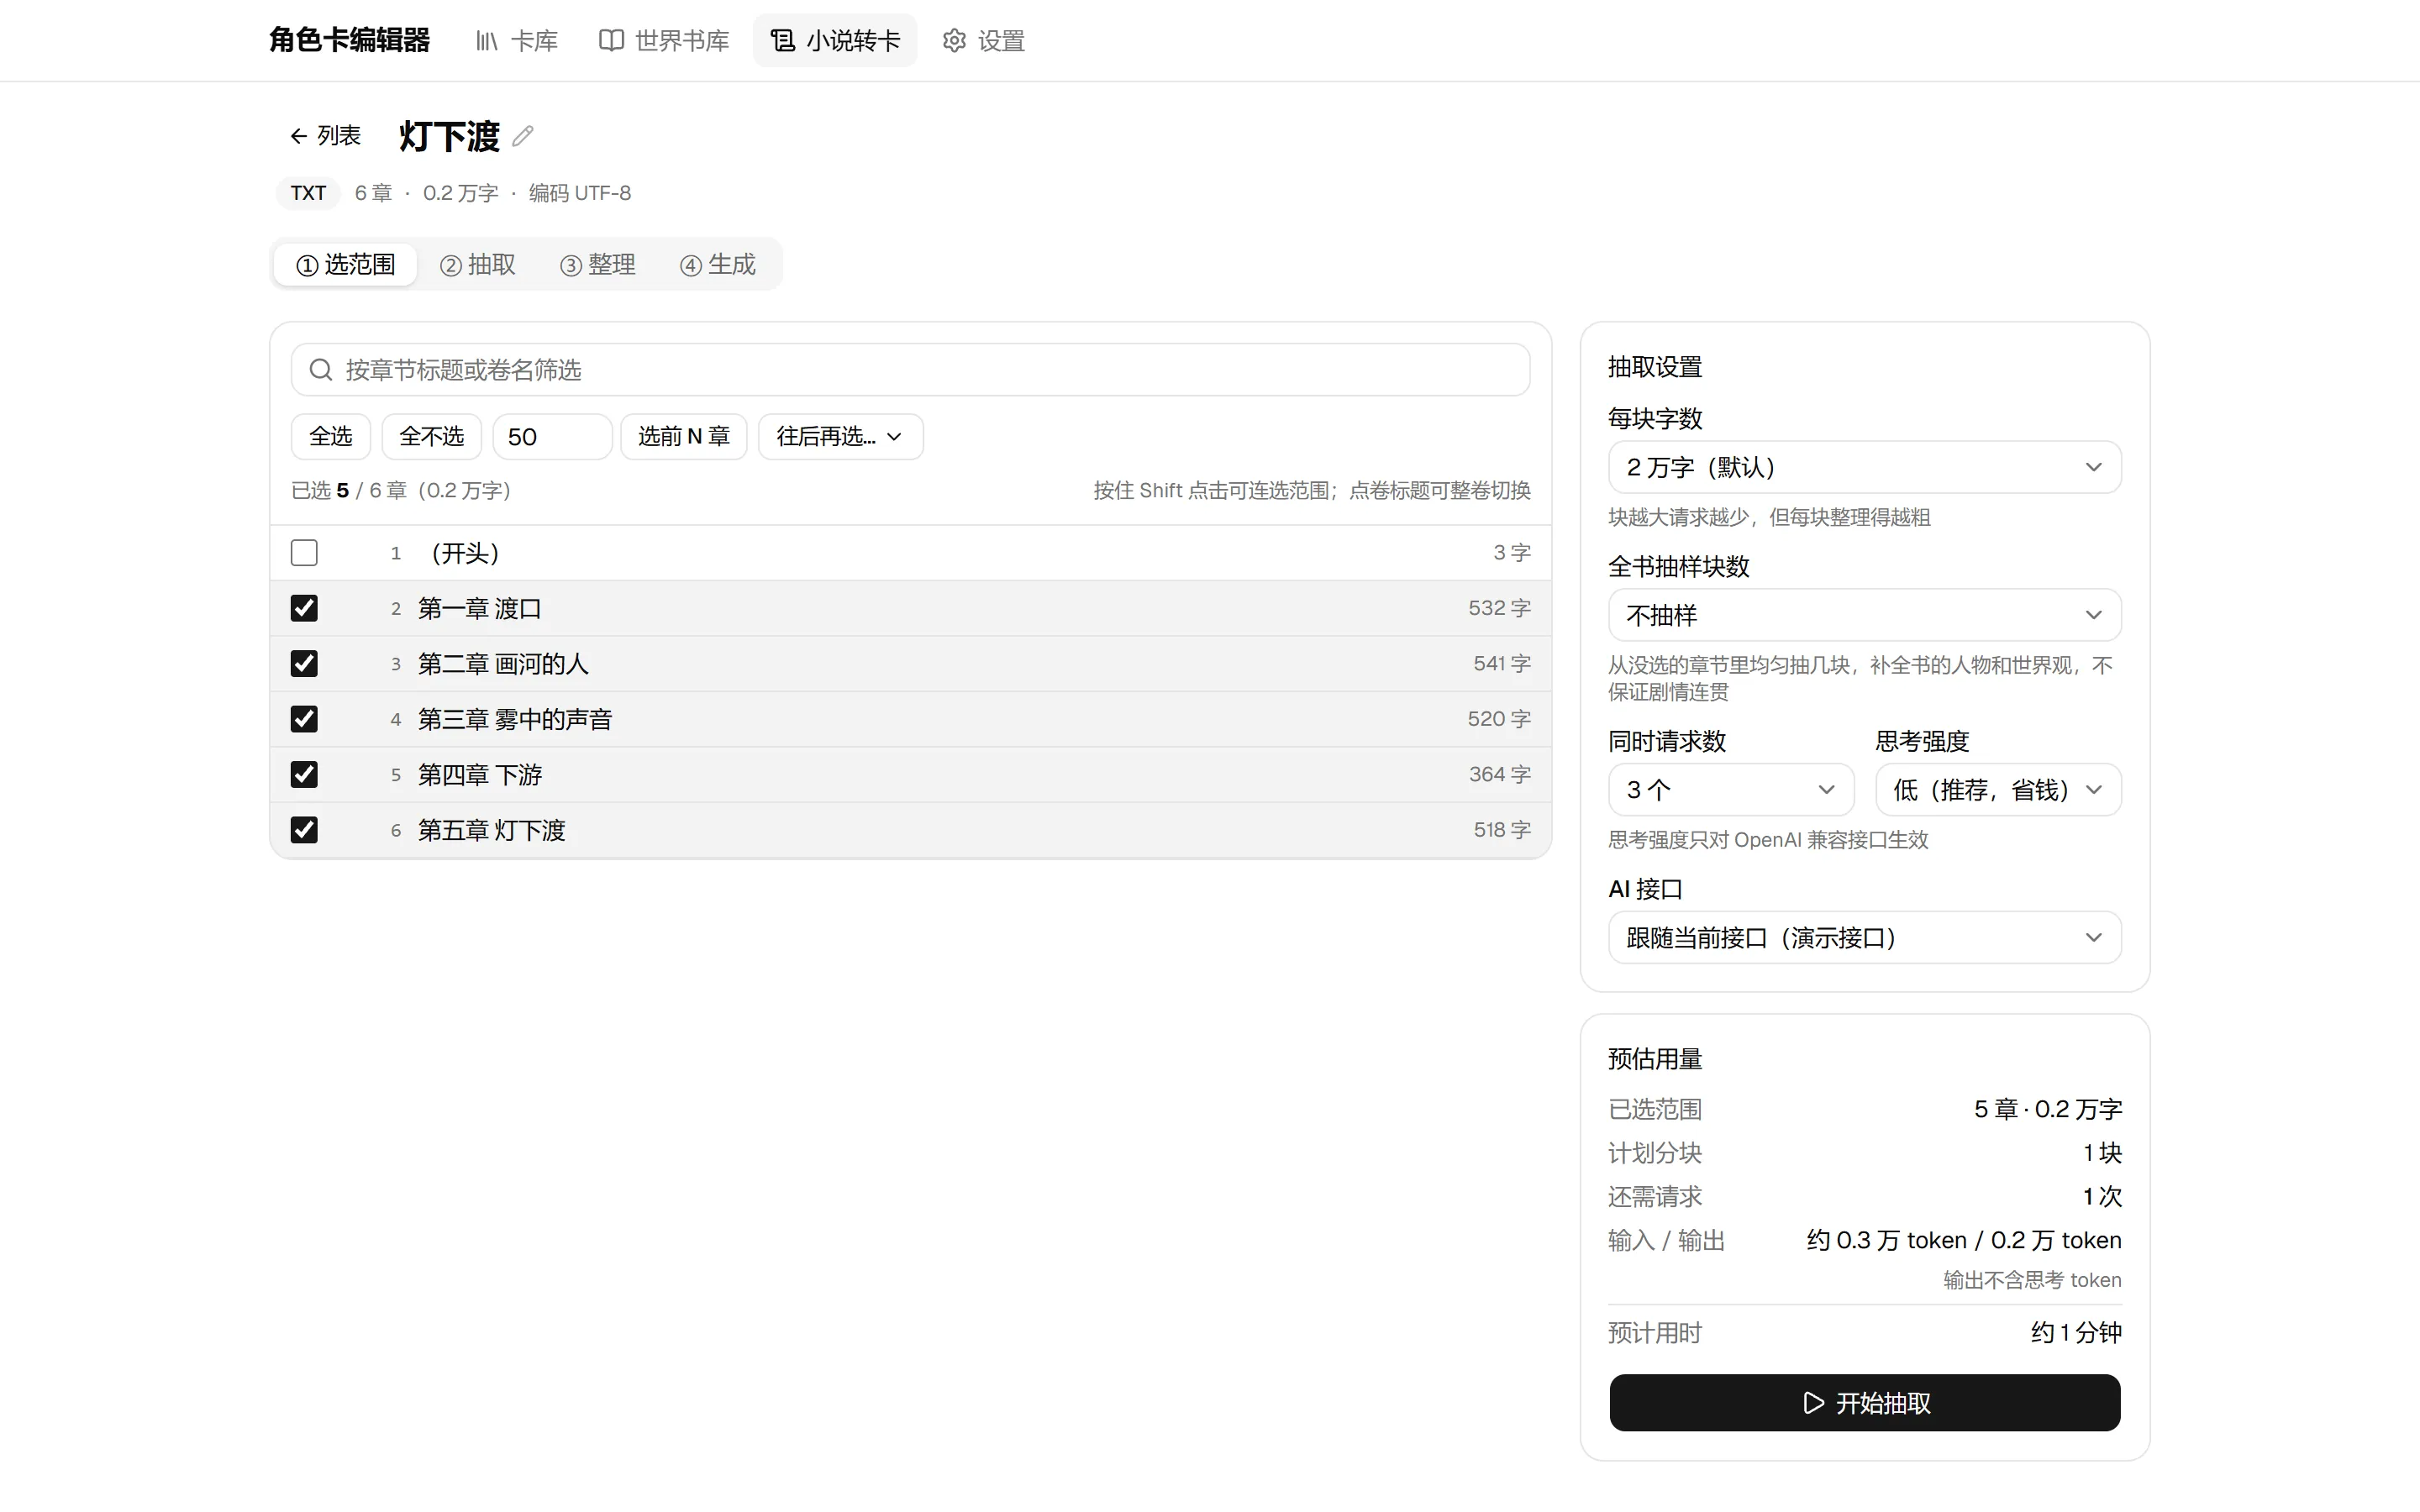 角色卡编辑器 卡库 世界书库 小说转卡 设置
列表 灯下渡
TXT 6 章 · 0.2 万字 · 编码 UTF-8
① 选范围 ② 抽取 ③ 整理 ④ 生成
按章节标题或卷名筛选
全选 全不选 50 选前 N 章 往后再选...
已选 5 / 6 章（0.2 万字） 按住 Shift 点击可连选范围；点卷标题可整卷切换
1 （开头） 3 字
2 第一章 渡口 532 字
3 第二章 画河的人 541 字
4 第三章 雾中的声音 520 字
5 第四章 下游 364 字
6 第五章 灯下渡 518 字
抽取设置
每块字数
2 万字（默认）
块越大请求越少，但每块整理得越粗
全书抽样块数
不抽样
从没选的章节里均匀抽几块，补全书的人物和世界观，不
保证剧情连贯
同时请求数 思考强度
3 个 低（推荐，省钱）
思考强度只对 OpenAI 兼容接口生效
AI 接口
跟随当前接口（演示接口）
预估用量
已选范围 5 章 · 0.2 万字
计划分块 1 块
还需请求 1 次
输入 / 输出 约 0.3 万 token / 0.2 万 token
输出不含思考 token
预计用时 约 1 分钟
开始抽取